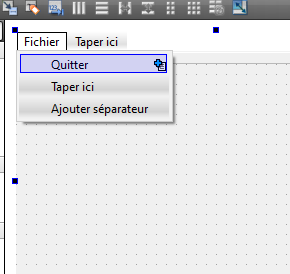 Fichier Taper ici
Quitter
Taper ici
Ajouter séparateur